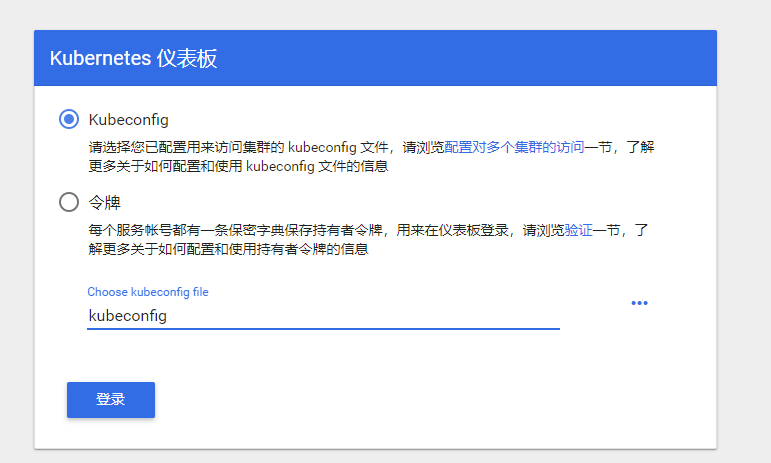 Kubernetes 仪表板
Kubeconfig
请选择您已配置用来访问集群的 kubeconfig 文件，请浏览配置对多个集群的访问一节，了解
更多关于如何配置和使用 kubeconfig 文件的信息
令牌
每个服务帐号都有一条保密字典保存持有者令牌，用来在仪表板登录，请浏览验证一节，了
解更多关于如何配置和使用持有者令牌的信息
Choose kubeconfig file
kubeconfig
登录